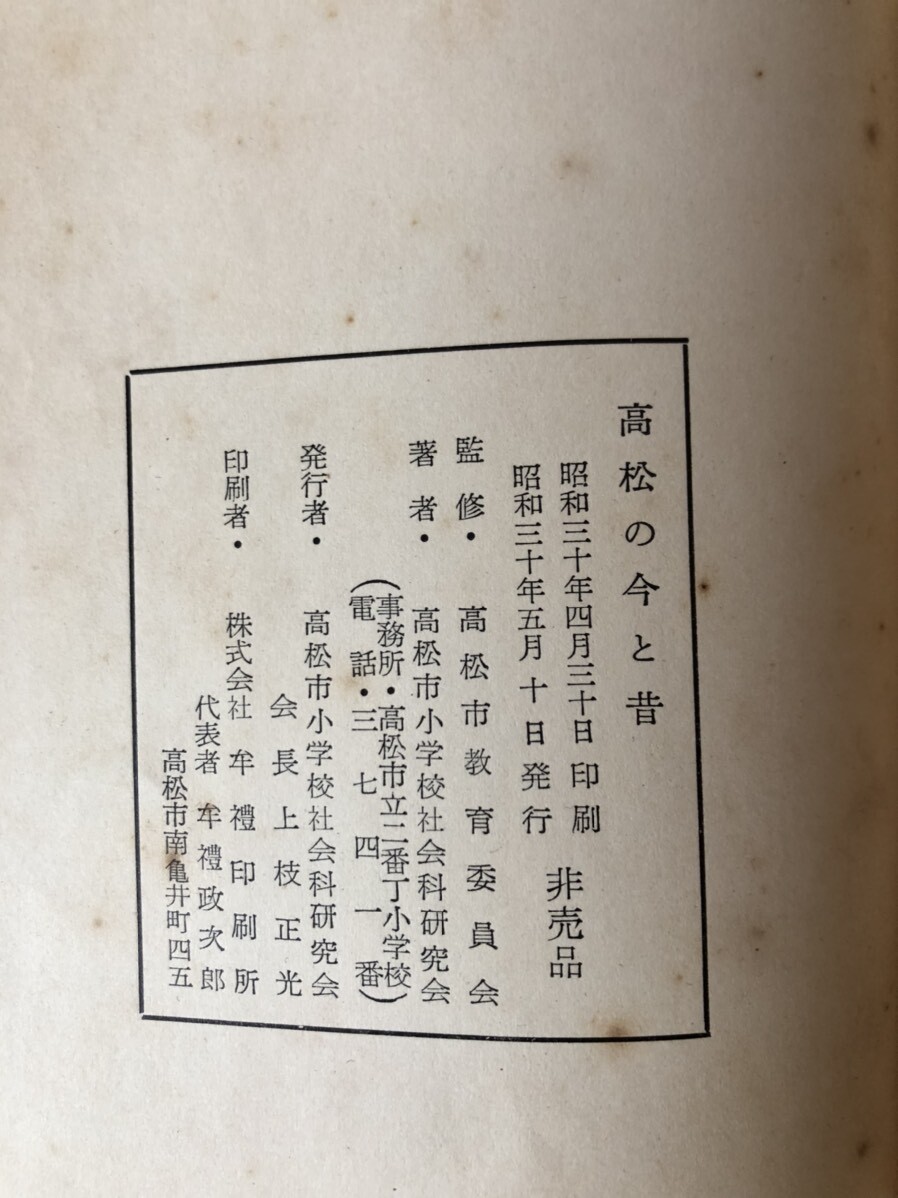 高松の今と昔
昭和三十年四月三十日印刷
昭和三十年五月十日発行
非売品
監修・高松市教育委員会
著者・高松市小学校社会科研究会
(事務所・高松市立二番丁小学校
電話・三七四一番)
発行者・高松市小学校社会科研究会
会長上枝正光
印刷者・株式会社牟禮印刷所
代表者牟禮政次郎
高松市南亀井町四五